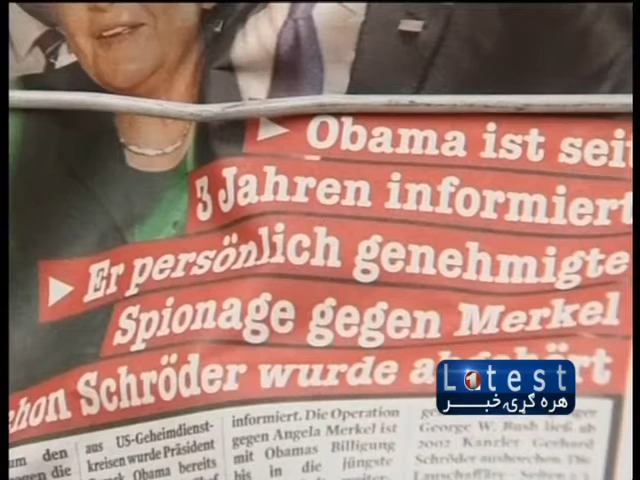 Obama ist seit
3 Jahren informiert
Er persönlich genehmigte
Spionage gegen Merkel
Schröder wurde
aus US-Geheimdienst-
kreisen wurde Präsident
Obama bereits
informiert. Die Operation
gegen Angela Merkel ist
mit Obamas Billigung
bis in die jüngste
George W. Bush ließ ab
2002 Kanzler Gerhard
Latest
هره گړۍ خبر